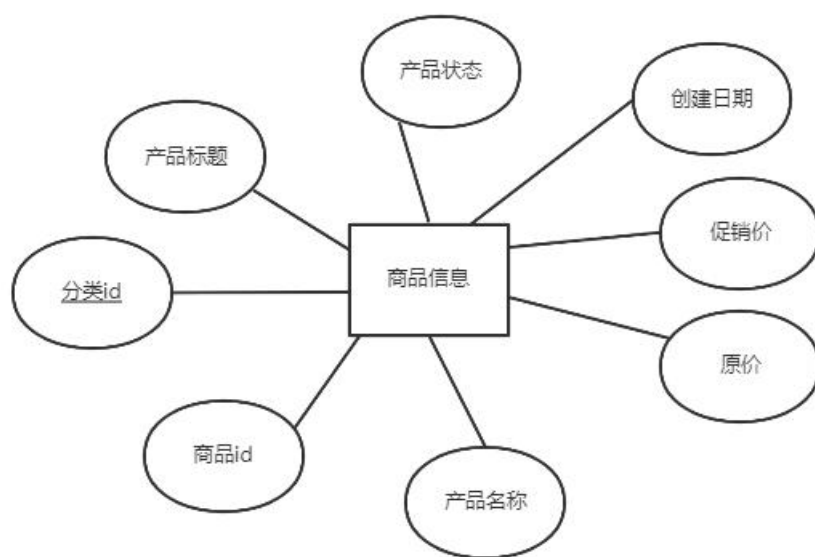 产品状态
创建日期
产品标题
促销价
商品信息
分类id
原价
商品id
产品名称